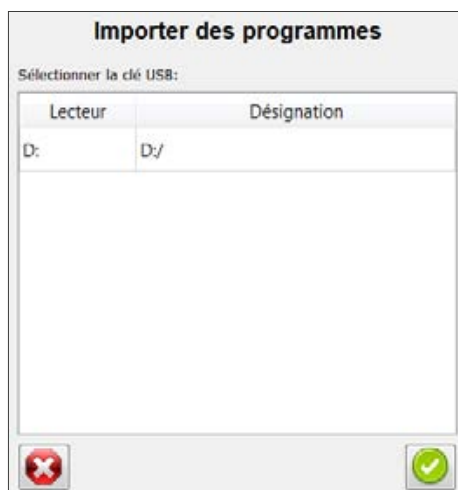 Importer des programmes
Sélectionner la clé USB:
Lecteur Désignation
D: D:/